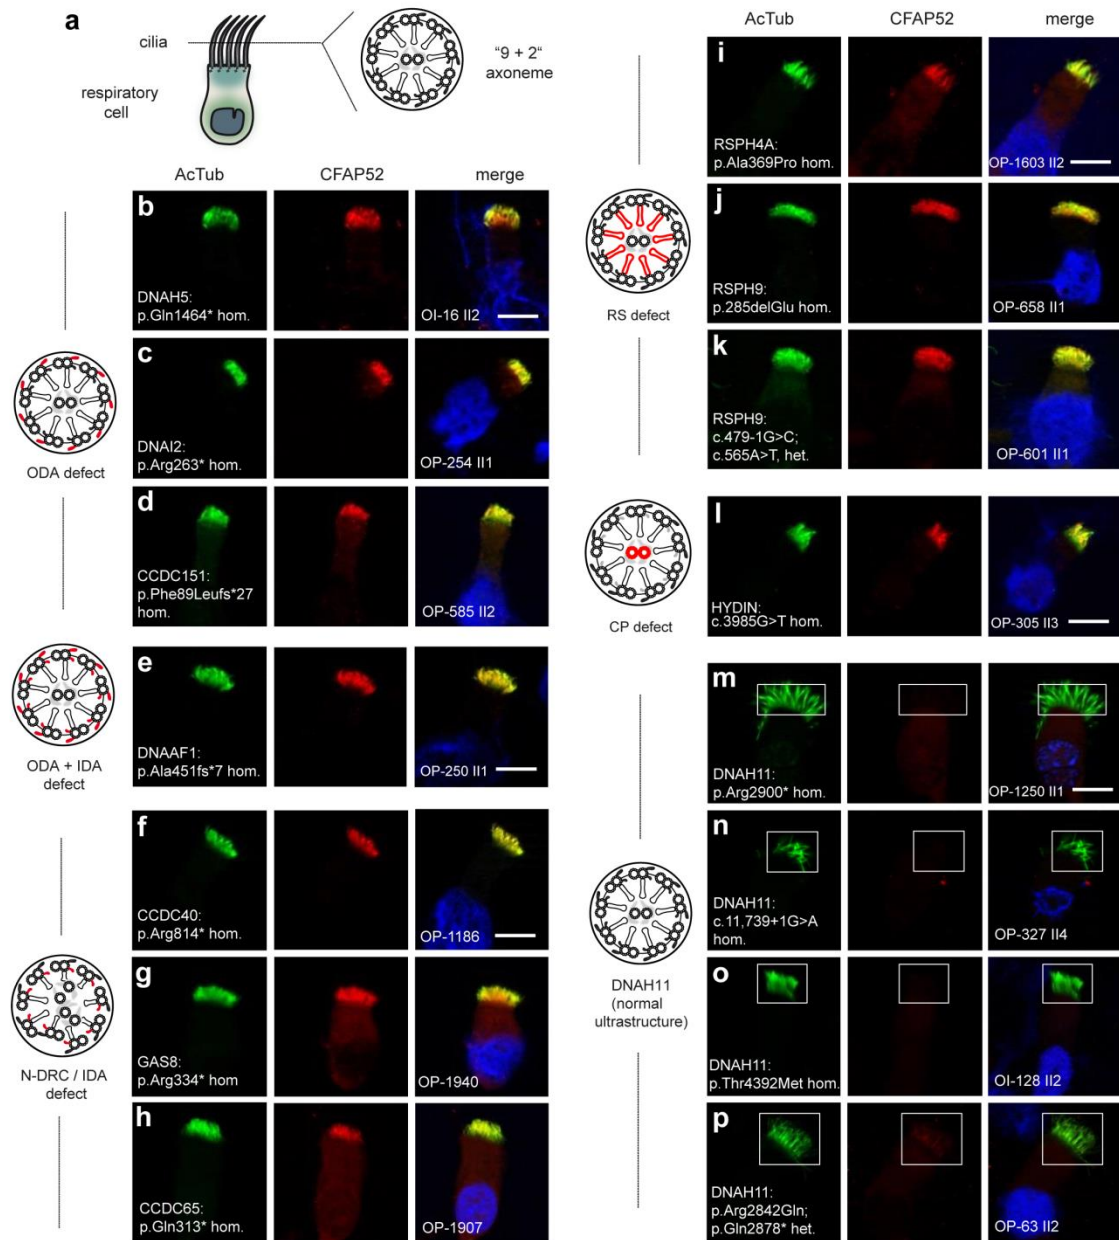 a
cilia
respiratory
cell
"9 + 2"
axoneme
AcTub CFAP52 merge
b
DNAH5:
p.Gln1464* hom.
OI-16 II2
c
DNAI2:
p.Arg263* hom.
OP-254 II1
ODA defect
d
CCDC151:
p.Phe89Leufs*27
hom.
OP-585 II2
e
DNAAF1:
p.Ala451fs*7 hom.
OP-250 II1
ODA + IDA
defect
f
CCDC40:
p.Arg814* hom.
OP-1186
g
GAS8:
p.Arg334* hom
OP-1940
N-DRC / IDA
defect
h
CCDC65:
p.Gln313* hom.
OP-1907
AcTub CFAP52 merge
i
RSPH4A:
p.Ala369Pro hom.
OP-1603 II2
j
RSPH9:
p.285delGlu hom.
OP-658 II1
RS defect
k
RSPH9:
c.479-1G>C;
c.565A>T, het.
OP-601 II1
l
HYDIN:
c.3985G>T hom.
OP-305 II3
CP defect
m
DNAH11:
p.Arg2900* hom.
OP-1250 II1
n
DNAH11:
c.11,739+1G>A
hom.
OP-327 II4
DNAH11
(normal
ultrastructure)
o
DNAH11:
p.Thr4392Met hom.
OI-128 II2
p
DNAH11:
p.Arg2842Gln;
p.Gln2878* het.
OP-63 II2